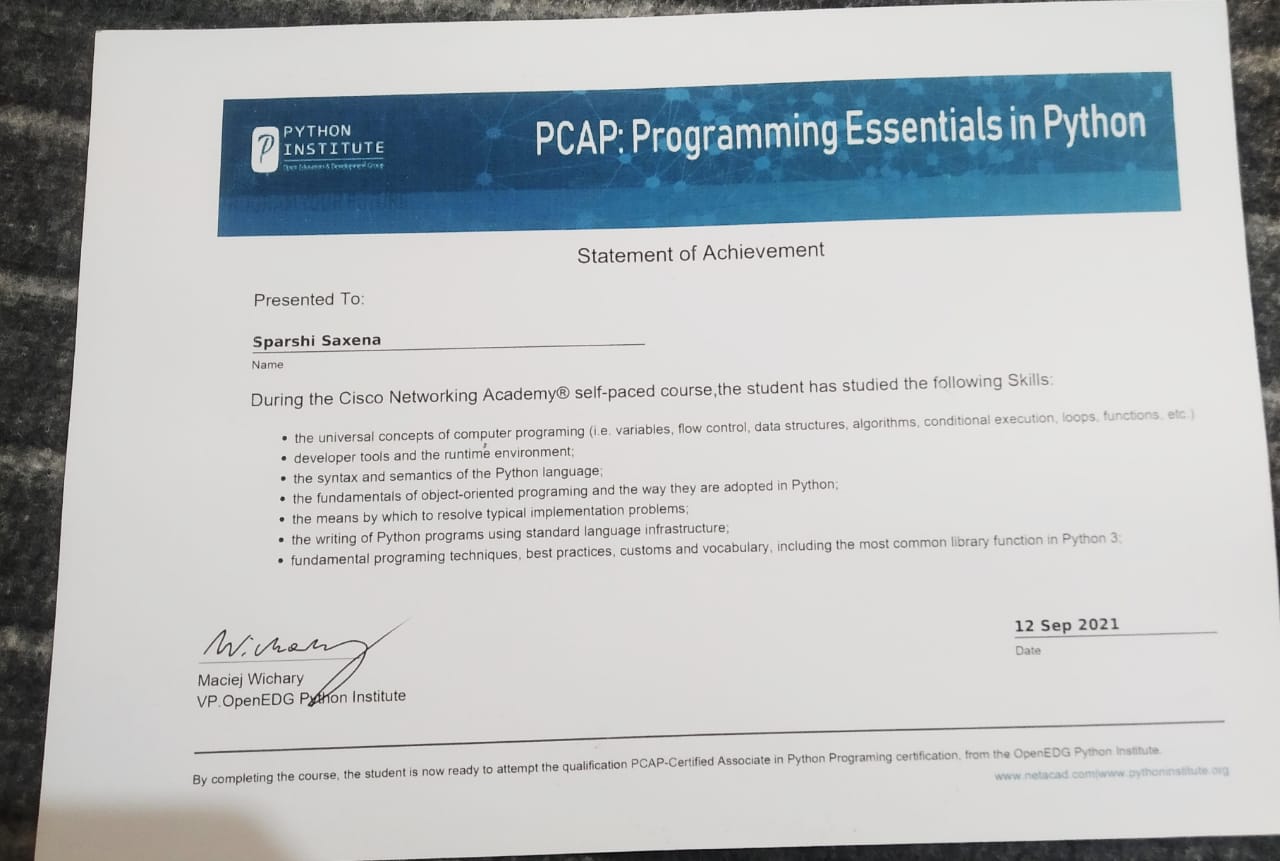 PYTHON
INSTITUTE
Open Education & Development Group
PCAP: Programming Essentials in Python
Statement of Achievement
Presented To:
Sparshi Saxena
Name
During the Cisco Networking Academy® self-paced course,the student has studied the following Skills:
• the universal concepts of computer programing (i.e. variables, flow control, data structures, algorithms, conditional execution, loops, functions, etc.)
• developer tools and the runtime environment;
• the syntax and semantics of the Python language;
• the fundamentals of object-oriented programing and the way they are adopted in Python;
• the means by which to resolve typical implementation problems;
• the writing of Python programs using standard language infrastructure;
• fundamental programing techniques, best practices, customs and vocabulary, including the most common library function in Python 3;
Wichary
12 Sep 2021
Date
Maciej Wichary
VP.OpenEDG Python Institute
By completing the course, the student is now ready to attempt the qualification PCAP-Certified Associate in Python Programing certification, from the OpenEDG Python Institute.
www.netacad.com|www.pythoninstitute.org